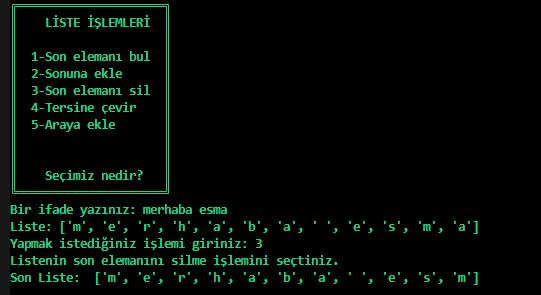 LİSTE İŞLEMLERİ
1-Son elemanı bul
2-Sonuna ekle
3-Son elemanı sil
4-Tersine çevir
5-Araya ekle
Seçimiz nedir?
Bir ifade yazınız: merhaba esma
Liste: ['m', 'e', 'r', 'h', 'a', 'b', 'a', ' ', 'e', 's', 'm', 'a']
Yapmak istediğiniz işlemi giriniz: 3
Listenin son elemanını silme işlemini seçtiniz.
Son Liste:  ['m', 'e', 'r', 'h', 'a', 'b', 'a', ' ', 'e', 's', 'm']